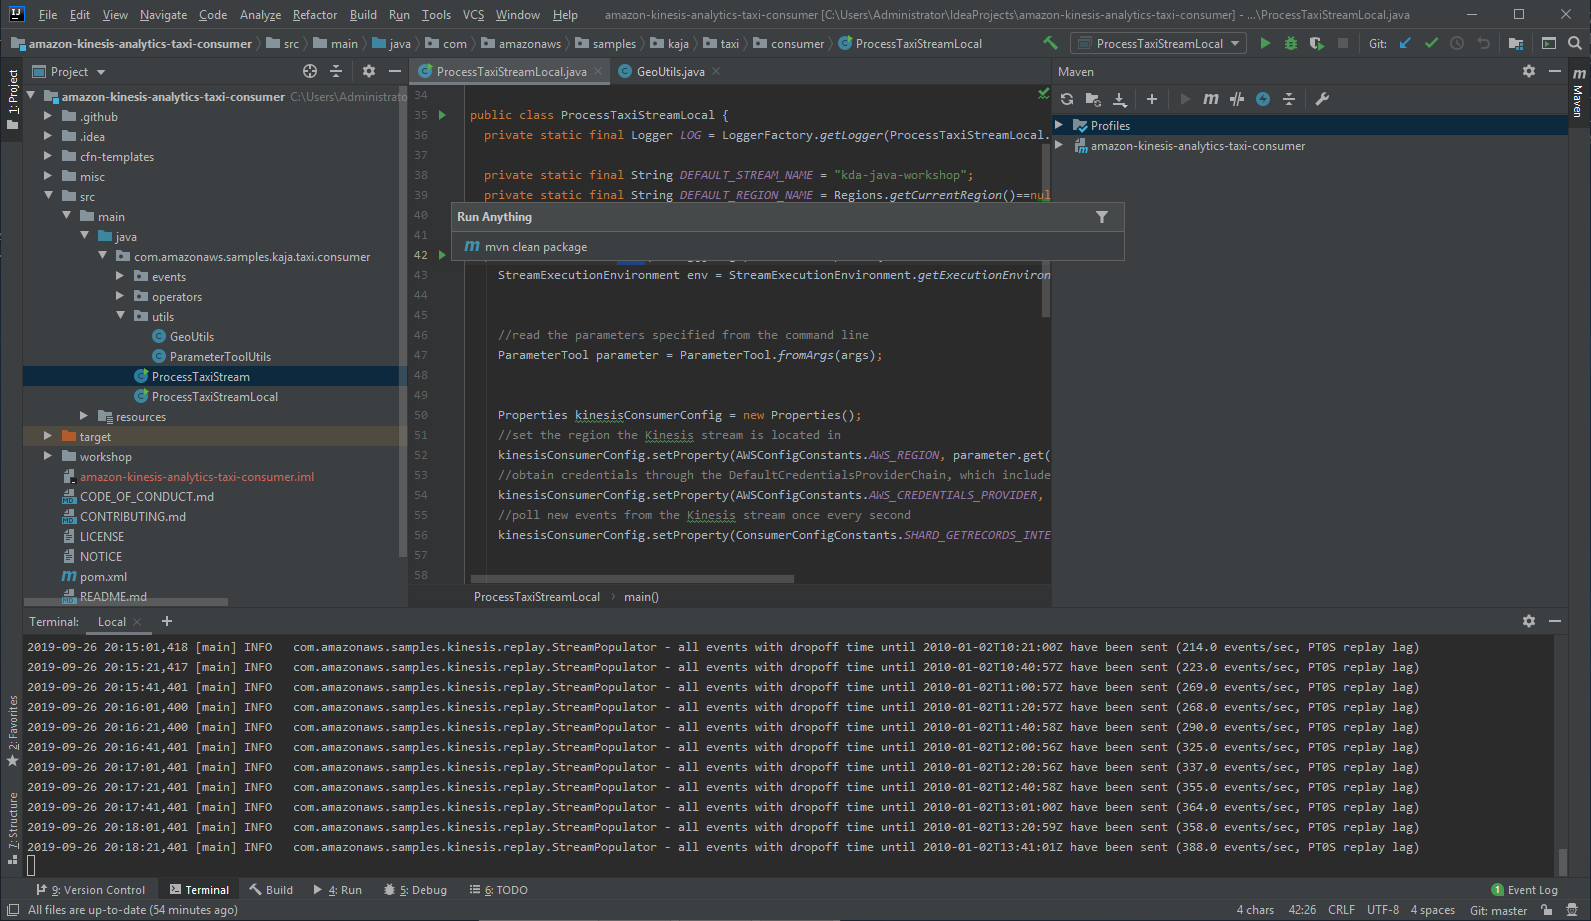 File Edit View Navigate Code Analyze Refactor Build Run Tools VCS Window Help amazon-kinesis-analytics-taxi-consumer [C:\Users\Administrator\IdeaProjects\amazon-kinesis-analytics-taxi-consumer] - ...\ProcessTaxiStreamLocal.java
amazon-kinesis-analytics-taxi-consumer src main java com amazonaws samples kaja taxi consumer ProcessTaxiStreamLocal ProcessTaxiStreamLocal Git:
Project
ProcessTaxiStreamLocal.java GeoUtils.java
Maven
1: Project
amazon-kinesis-analytics-taxi-consumer C:\Users\Administrato
.github
.idea
cfn-templates
misc
src
main
java
com.amazonaws.samples.kaja.taxi.consumer
events
operators
utils
GeoUtils
ParameterToolUtils
ProcessTaxiStream
ProcessTaxiStreamLocal
resources
target
workshop
amazon-kinesis-analytics-taxi-consumer.iml
CODE_OF_CONDUCT.md
CONTRIBUTING.md
LICENSE
NOTICE
pom.xml
README.md
34
35 public class ProcessTaxiStreamLocal {
36 private static final Logger LOG = LoggerFactory.getLogger(ProcessTaxiStreamLocal.
37
38 private static final String DEFAULT_STREAM_NAME = "kda-java-workshop";
39 private static final String DEFAULT_REGION_NAME = Regions.getCurrentRegion()==nul
40
41
42
43 StreamExecutionEnvironment env = StreamExecutionEnvironment.getExecutionEnviron
44
45
46 //read the parameters specified from the command line
47 ParameterTool parameter = ParameterTool.fromArgs(args);
48
49
50 Properties kinesisConsumerConfig = new Properties();
51 //set the region the Kinesis stream is located in
52 kinesisConsumerConfig.setProperty(AWSConfigConstants.AWS_REGION, parameter.get(
53 //obtain credentials through the DefaultCredentialsProviderChain, which include
54 kinesisConsumerConfig.setProperty(AWSConfigConstants.AWS_CREDENTIALS_PROVIDER,
55 //poll new events from the Kinesis stream once every second
56 kinesisConsumerConfig.setProperty(ConsumerConfigConstants.SHARD_GETRECORDS_INTE
57
58
ProcessTaxiStreamLocal main()
Run Anything
mvn clean package
Profiles
amazon-kinesis-analytics-taxi-consumer
Maven
Terminal: Local
2019-09-26 20:15:01,418 [main] INFO com.amazonaws.samples.kinesis.replay.StreamPopulator - all events with dropoff time until 2010-01-02T10:21:00Z have been sent (214.0 events/sec, PT0S replay lag)
2019-09-26 20:15:21,417 [main] INFO com.amazonaws.samples.kinesis.replay.StreamPopulator - all events with dropoff time until 2010-01-02T10:40:57Z have been sent (223.0 events/sec, PT0S replay lag)
2019-09-26 20:15:41,401 [main] INFO com.amazonaws.samples.kinesis.replay.StreamPopulator - all events with dropoff time until 2010-01-02T11:00:57Z have been sent (269.0 events/sec, PT0S replay lag)
2019-09-26 20:16:01,400 [main] INFO com.amazonaws.samples.kinesis.replay.StreamPopulator - all events with dropoff time until 2010-01-02T11:20:57Z have been sent (268.0 events/sec, PT0S replay lag)
2019-09-26 20:16:21,400 [main] INFO com.amazonaws.samples.kinesis.replay.StreamPopulator - all events with dropoff time until 2010-01-02T11:40:58Z have been sent (290.0 events/sec, PT0S replay lag)
2019-09-26 20:16:41,401 [main] INFO com.amazonaws.samples.kinesis.replay.StreamPopulator - all events with dropoff time until 2010-01-02T12:00:56Z have been sent (325.0 events/sec, PT0S replay lag)
2019-09-26 20:17:01,401 [main] INFO com.amazonaws.samples.kinesis.replay.StreamPopulator - all events with dropoff time until 2010-01-02T12:20:56Z have been sent (337.0 events/sec, PT0S replay lag)
2019-09-26 20:17:21,401 [main] INFO com.amazonaws.samples.kinesis.replay.StreamPopulator - all events with dropoff time until 2010-01-02T12:40:58Z have been sent (355.0 events/sec, PT0S replay lag)
2019-09-26 20:17:41,401 [main] INFO com.amazonaws.samples.kinesis.replay.StreamPopulator - all events with dropoff time until 2010-01-02T13:01:00Z have been sent (364.0 events/sec, PT0S replay lag)
2019-09-26 20:18:01,401 [main] INFO com.amazonaws.samples.kinesis.replay.StreamPopulator - all events with dropoff time until 2010-01-02T13:20:59Z have been sent (358.0 events/sec, PT0S replay lag)
2019-09-26 20:18:21,401 [main] INFO com.amazonaws.samples.kinesis.replay.StreamPopulator - all events with dropoff time until 2010-01-02T13:41:01Z have been sent (388.0 events/sec, PT0S replay lag)
2: Favorites
7: Structure
9: Version Control Terminal Build 4: Run 5: Debug 6: TODO 1 Event Log
All files are up-to-date (54 minutes ago) 4 chars 42:26 CRLF UTF-8 4 spaces Git: master